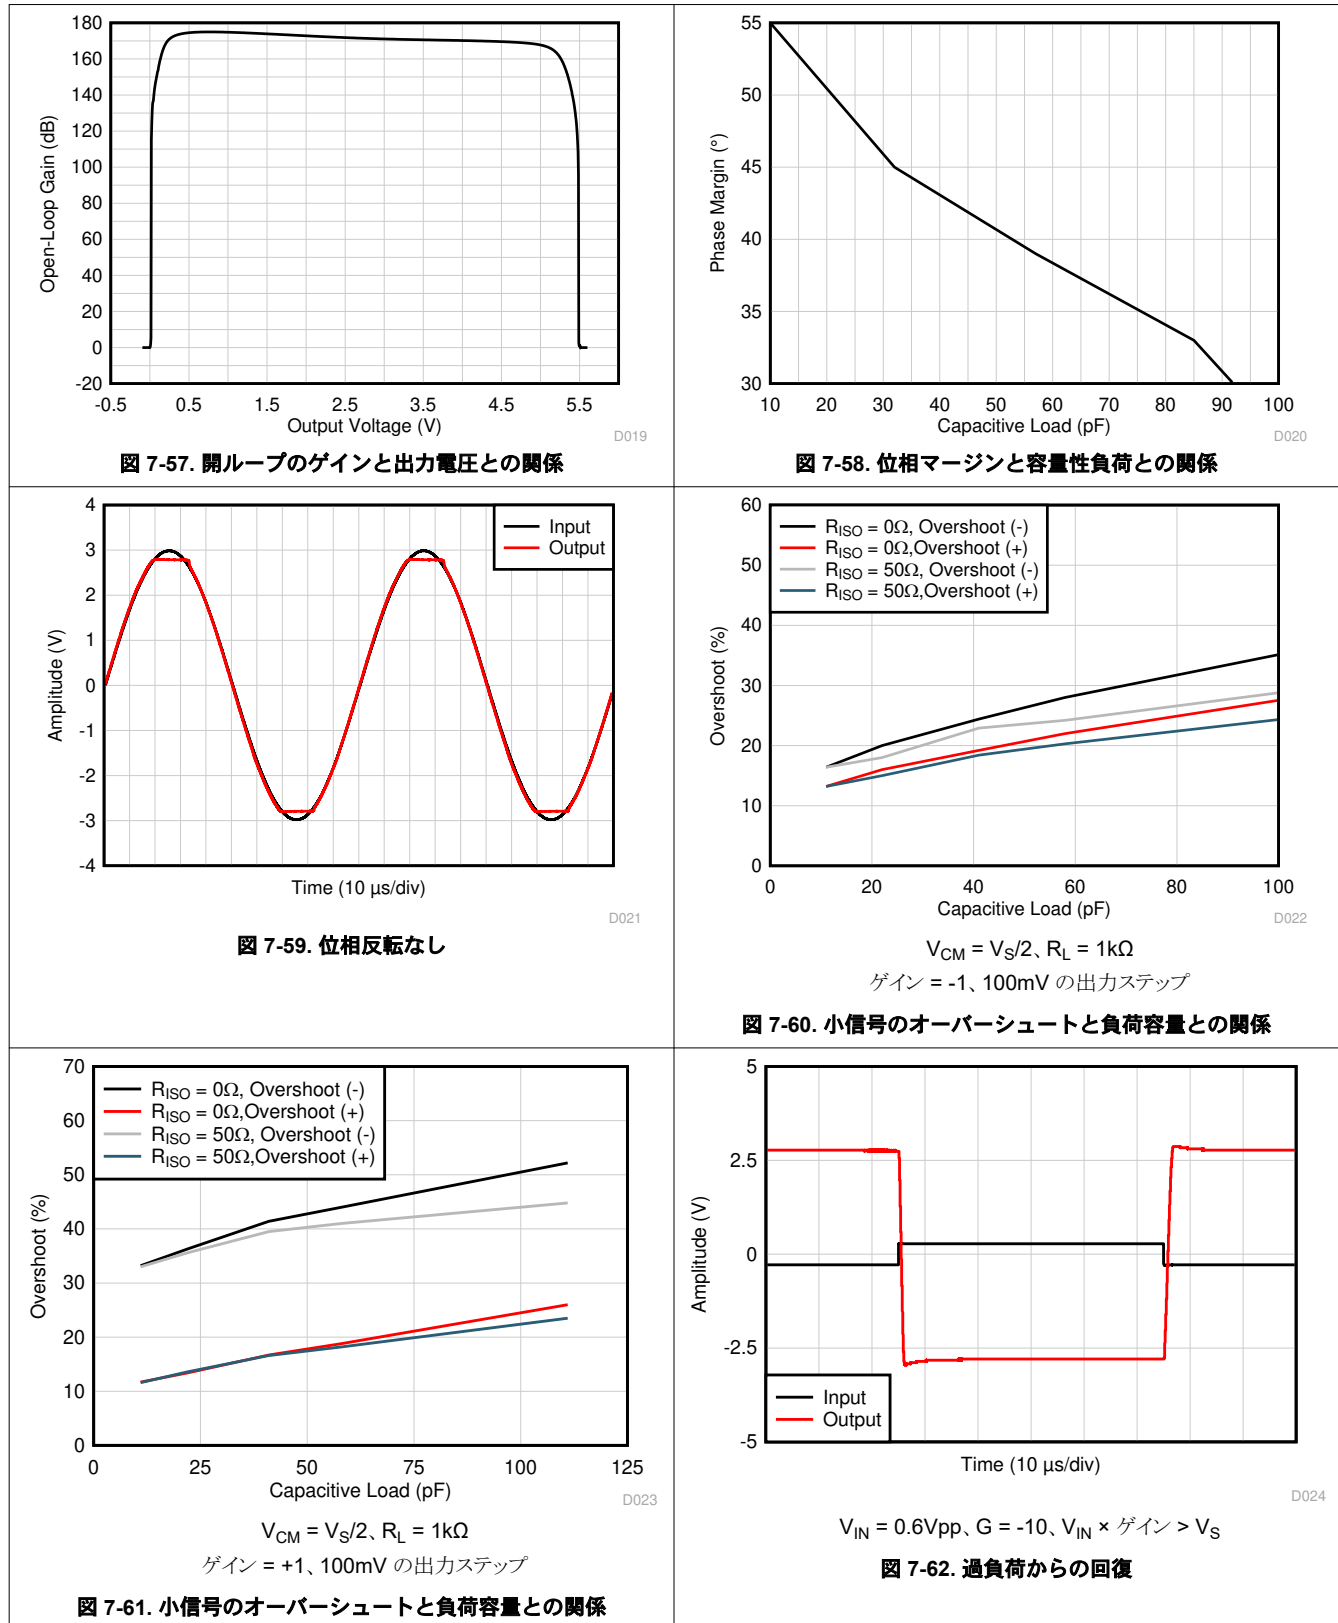 180
160
140
120
100
80
60
40
20
0
-20
Open-Loop Gain (dB)
-0.5 0.5 1.5 2.5 3.5 4.5 5.5
Output Voltage (V)
D019
図 7-57. 開ループのゲインと出力電圧との関係
55
50
45
40
35
30
Phase Margin (°)
10 20 30 40 50 60 70 80 90 100
Capacitive Load (pF)
D020
図 7-58. 位相マージンと容量性負荷との関係
4
3
2
1
0
-1
-2
-3
-4
Amplitude (V)
Input
Output
Time (10 µs/div)
D021
図 7-59. 位相反転なし
60
50
40
30
20
10
0
Overshoot (%)
RISO = 0Ω, Overshoot (-)
RISO = 0Ω,Overshoot (+)
RISO = 50Ω, Overshoot (-)
RISO = 50Ω,Overshoot (+)
0 20 40 60 80 100
Capacitive Load (pF)
D022
VCM = VS/2、RL = 1kΩ
ゲイン = -1、100mV の出力ステップ
図 7-60. 小信号のオーバーシュートと負荷容量との関係
70
60
50
40
30
20
10
0
Overshoot (%)
RISO = 0Ω, Overshoot (-)
RISO = 0Ω,Overshoot (+)
RISO = 50Ω, Overshoot (-)
RISO = 50Ω,Overshoot (+)
0 25 50 75 100 125
Capacitive Load (pF)
D023
VCM = VS/2、RL = 1kΩ
ゲイン = +1、100mV の出力ステップ
図 7-61. 小信号のオーバーシュートと負荷容量との関係
5
2.5
0
-2.5
-5
Amplitude (V)
Input
Output
Time (10 µs/div)
D024
VIN = 0.6Vpp、G = -10、VIN × ゲイン > VS
図 7-62. 過負荷からの回復